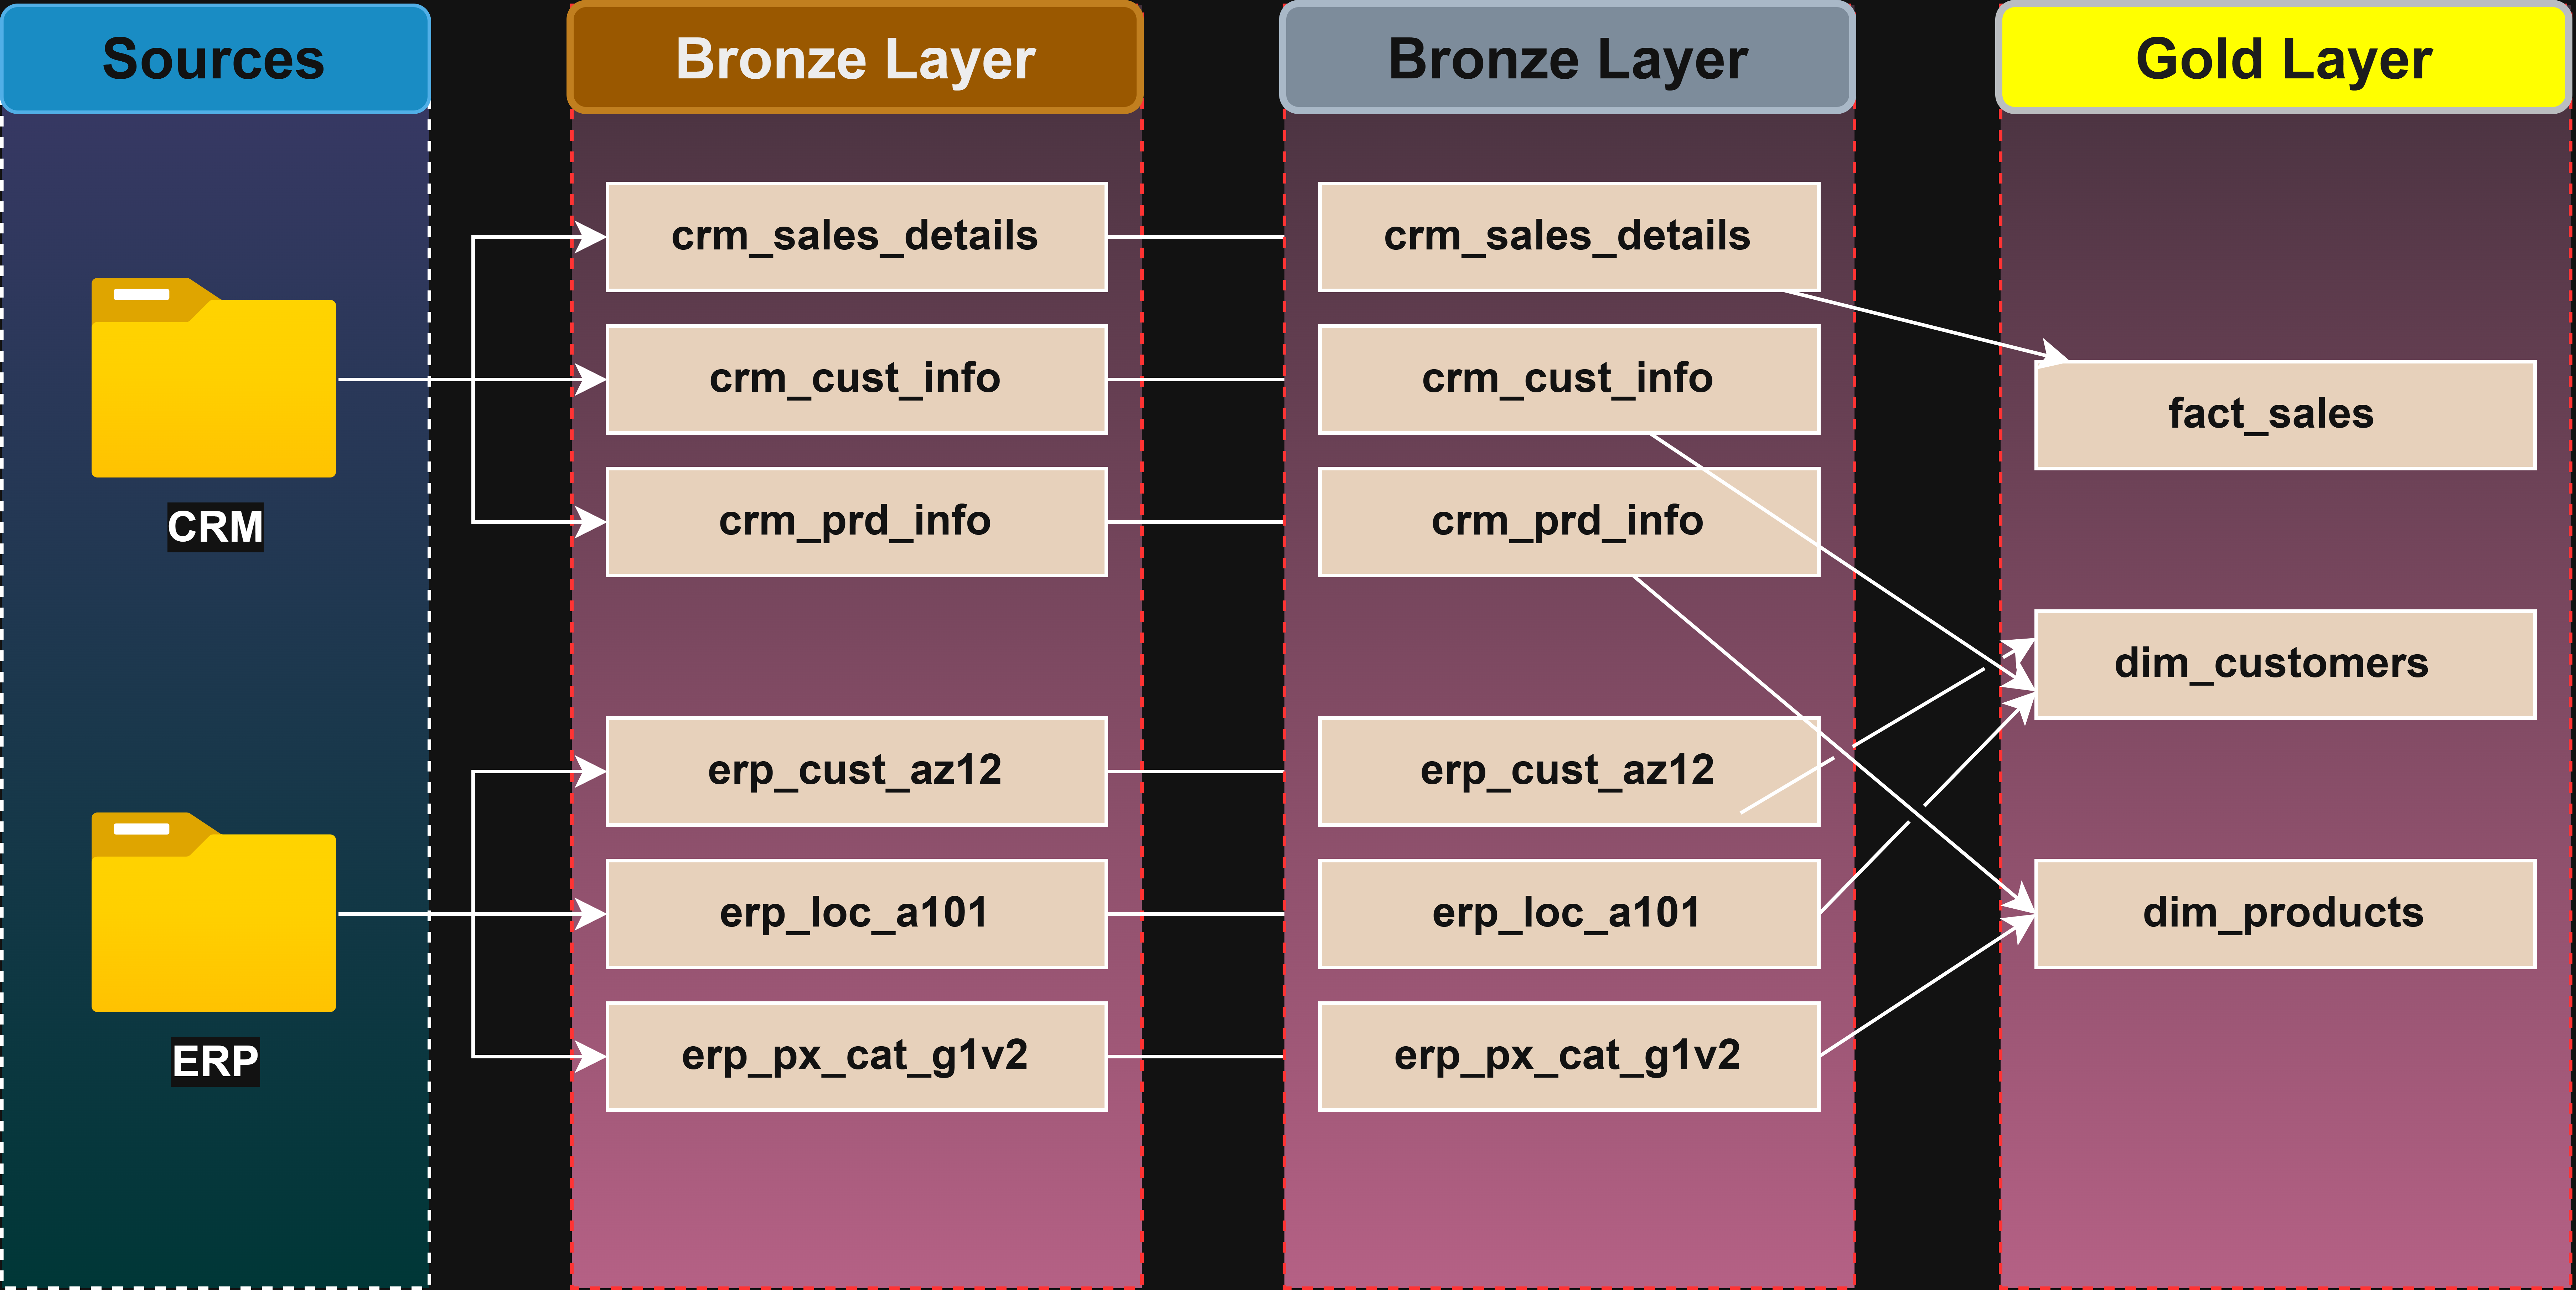 Sources
Bronze Layer
Bronze Layer
Gold Layer
CRM
ERP
crm_sales_details
crm_cust_info
crm_prd_info
erp_cust_az12
erp_loc_a101
erp_px_cat_g1v2
crm_sales_details
crm_cust_info
crm_prd_info
erp_cust_az12
erp_loc_a101
erp_px_cat_g1v2
fact_sales
dim_customers
dim_products